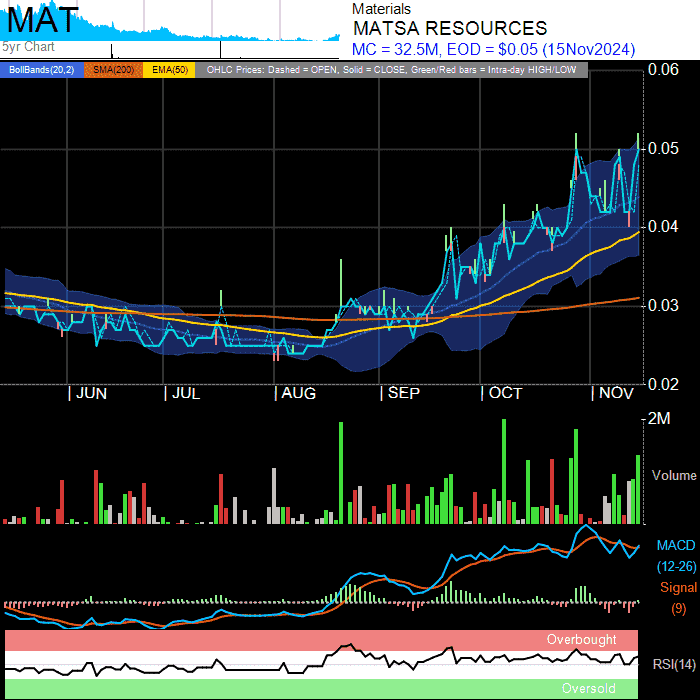 MAT
5yr Chart
Materials
MATSA RESOURCES
MC = 32.5M, EOD = $0.05 (15Nov2024)
BollBands(20,2) SMA(200) EMA(50) OHLC Prices: Dashed = OPEN, Solid = CLOSE, Green/Red bars = Intra-day HIGH/LOW
0.06
0.05
0.04
0.03
0.02
JUN JUL AUG SEP OCT NOV
2M
Volume
MACD
(12-26)
Signal
(9)
Overbought
RSI(14)
Oversold